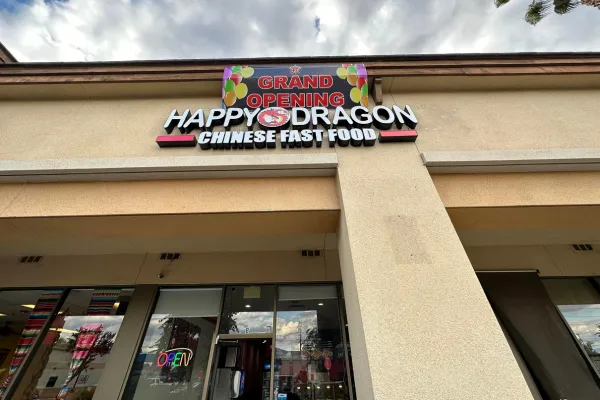 GRAND
OPENING
HAPPY DRAGON
CHINESE FAST FOOD
OPEN